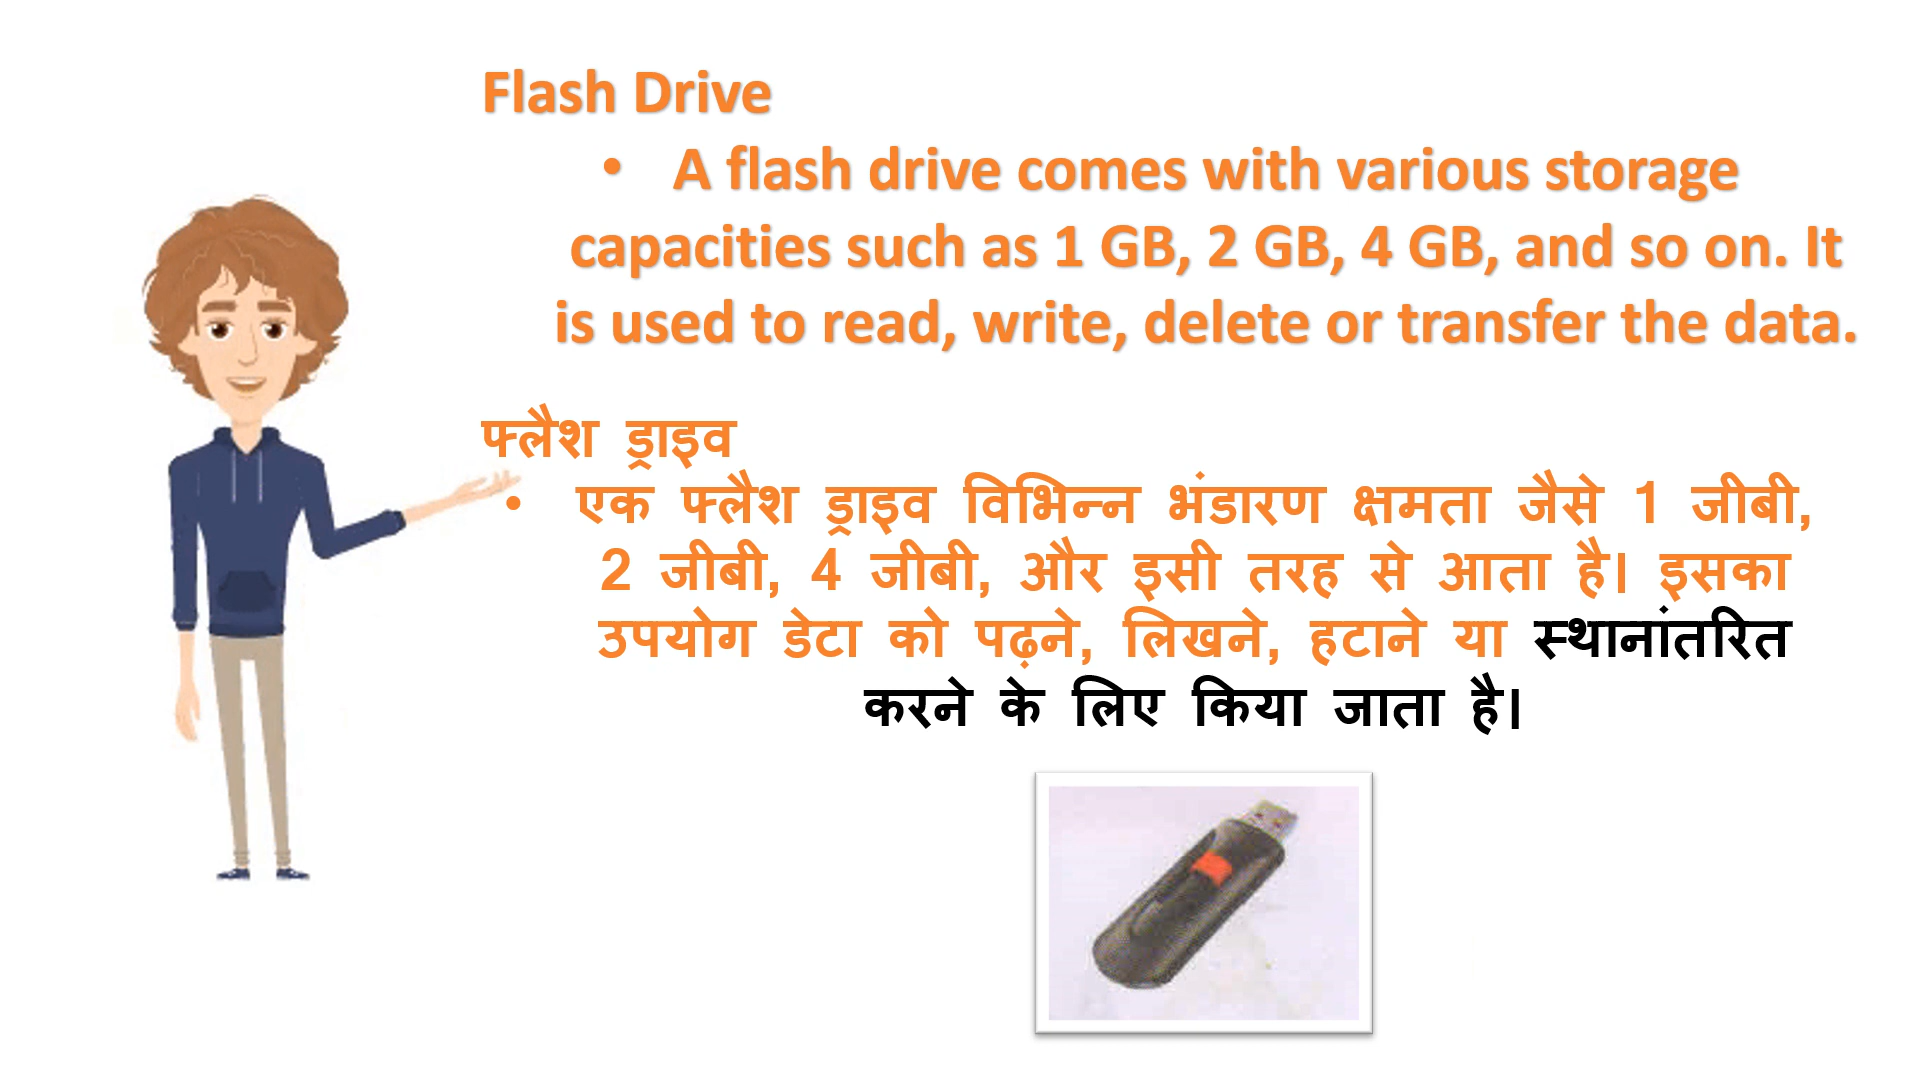 Flash Drive
• A flash drive comes with various storage
capacities such as 1 GB, 2 GB, 4 GB, and so on. It
is used to read, write, delete or transfer the data.
फ्लैश ड्राइव
• एक फ्लैश ड्राइव विभिन्न भंडारण क्षमता जैसे 1 जीबी,
2 जीबी, 4 जीबी, और इसी तरह से आता है। इसका
उपयोग डेटा को पढ़ने, लिखने, हटाने या स्थानांतरित
करने के लिए किया जाता है।